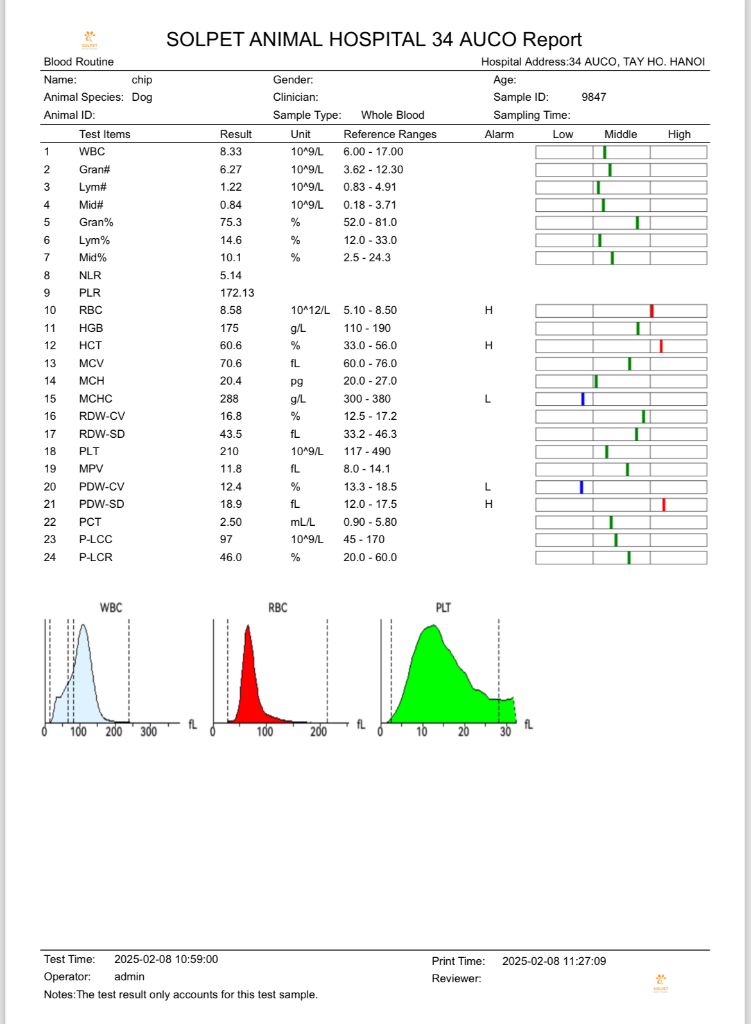 SOLPET ANIMAL HOSPITAL 34 AUCO Report
Blood Routine Hospital Address:34 AUCO, TAY HO. HANOI
Name: chip Gender: Age:
Animal Species: Dog Clinician: Sample ID: 9847
Animal ID: Sample Type: Whole Blood Sampling Time:
Test Items Result Unit Reference Ranges Alarm Low Middle High
1 WBC 8.33 10^9/L 6.00 - 17.00
2 Gran# 6.27 10^9/L 3.62 - 12.30
3 Lym# 1.22 10^9/L 0.83 - 4.91
4 Mid# 0.84 10^9/L 0.18 - 3.71
5 Gran% 75.3 % 52.0 - 81.0
6 Lym% 14.6 % 12.0 - 33.0
7 Mid% 10.1 % 2.5 - 24.3
8 NLR 5.14
9 PLR 172.13
10 RBC 8.58 10^12/L 5.10 - 8.50 H
11 HGB 175 g/L 110 - 190
12 HCT 60.6 % 33.0 - 56.0 H
13 MCV 70.6 fL 60.0 - 76.0
14 MCH 20.4 pg 20.0 - 27.0
15 MCHC 288 g/L 300 - 380 L
16 RDW-CV 16.8 % 12.5 - 17.2
17 RDW-SD 43.5 fL 33.2 - 46.3
18 PLT 210 10^9/L 117 - 490
19 MPV 11.8 fL 8.0 - 14.1
20 PDW-CV 12.4 % 13.3 - 18.5 L
21 PDW-SD 18.9 fL 12.0 - 17.5 H
22 PCT 2.50 mL/L 0.90 - 5.80
23 P-LCC 97 10^9/L 45 - 170
24 P-LCR 46.0 % 20.0 - 60.0
WBC RBC PLT
0 100 200 300 fL 0 100 200 fL 0 10 20 30 fL
Test Time: 2025-02-08 10:59:00 Print Time: 2025-02-08 11:27:09
Operator: admin Reviewer:
SOLPET
Notes:The test result only accounts for this test sample.